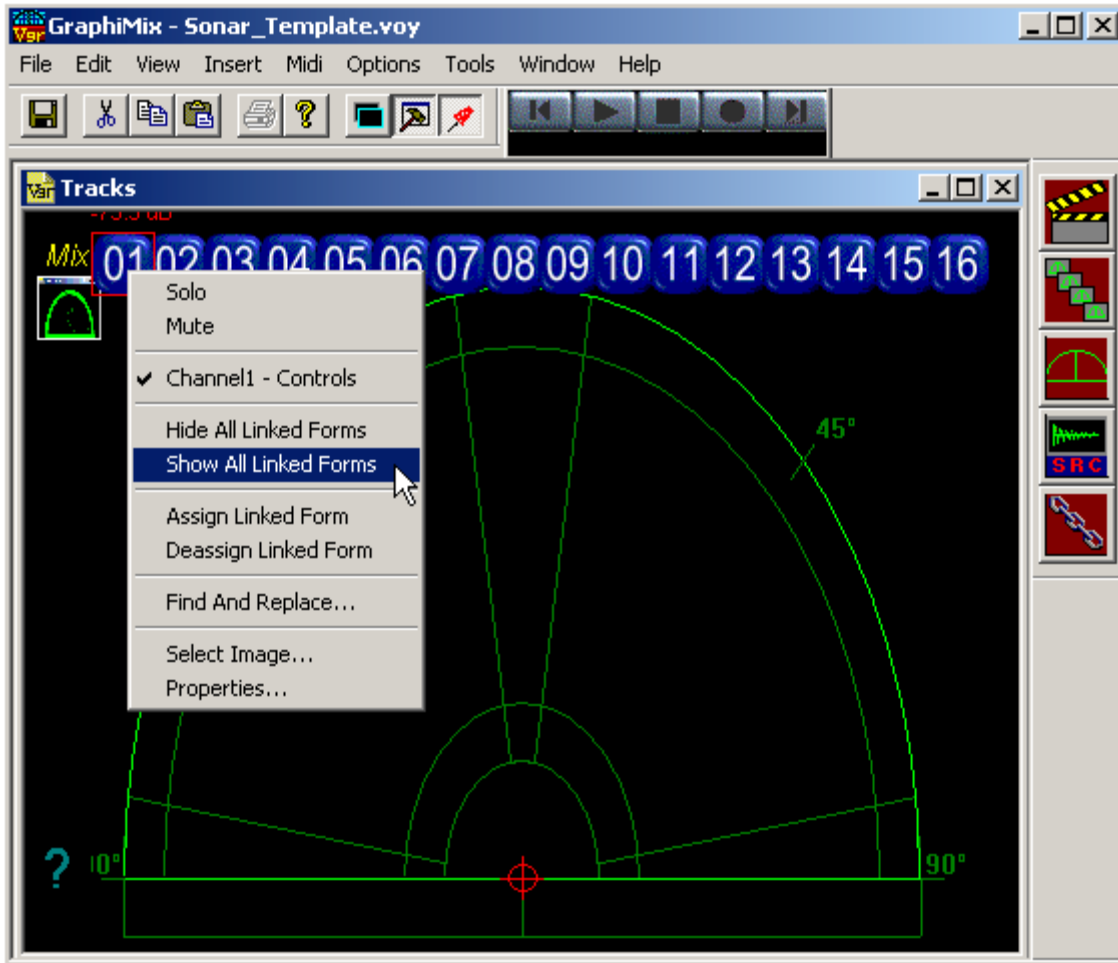 GraphiMix - Sonar_Template.voy
File Edit View Insert Midi Options Tools Window Help
Tracks
Mix 01 02 03 04 05 06 07 08 09 10 11 12 13 14 15 16
Solo
Mute
Channel1 - Controls
Hide All Linked Forms
Show All Linked Forms
Assign Linked Form
Deassign Linked Form
Find And Replace...
Select Image...
Properties...
45°
SRC
? 90°